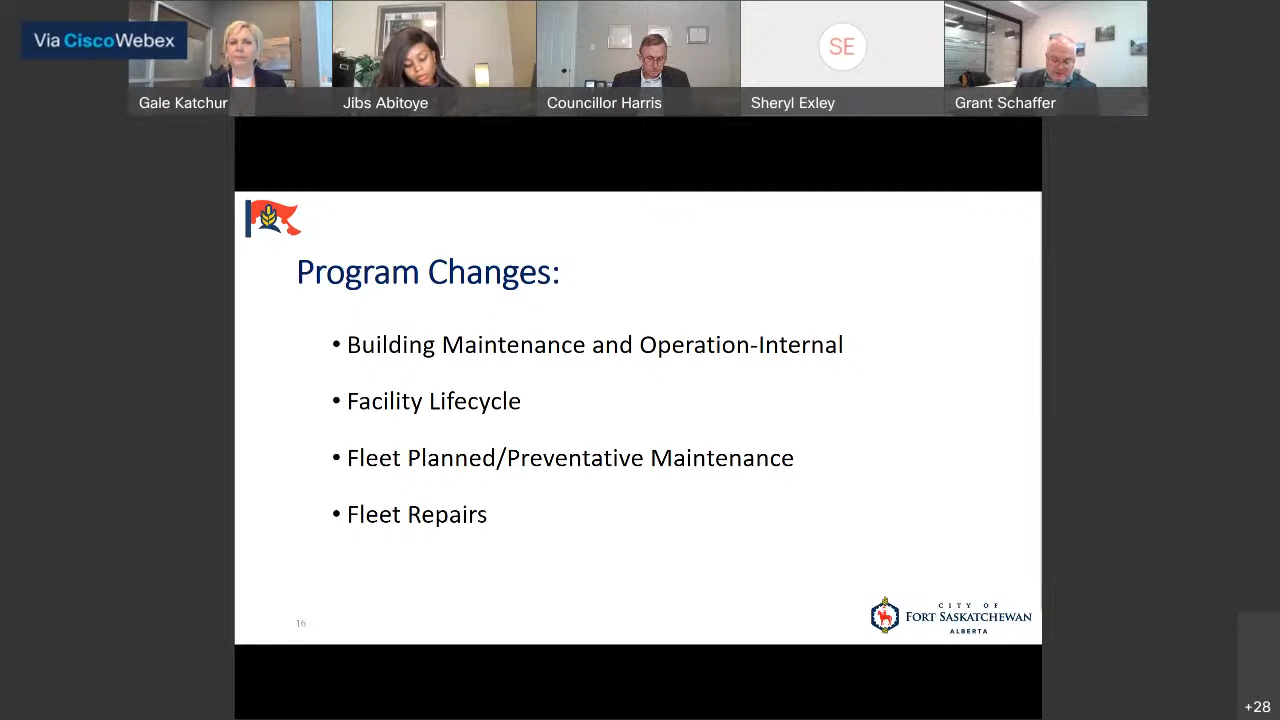 Via CiscoWebex
Gale Katchur
Jibs Abitoye
Councillor Harris
SE
Sheryl Exley
Grant Schaffer
Program Changes:
• Building Maintenance and Operation-Internal
• Facility Lifecycle
• Fleet Planned/Preventative Maintenance
• Fleet Repairs
16
CITY OF
FORT SASKATCHEWAN
ALBERTA
+28